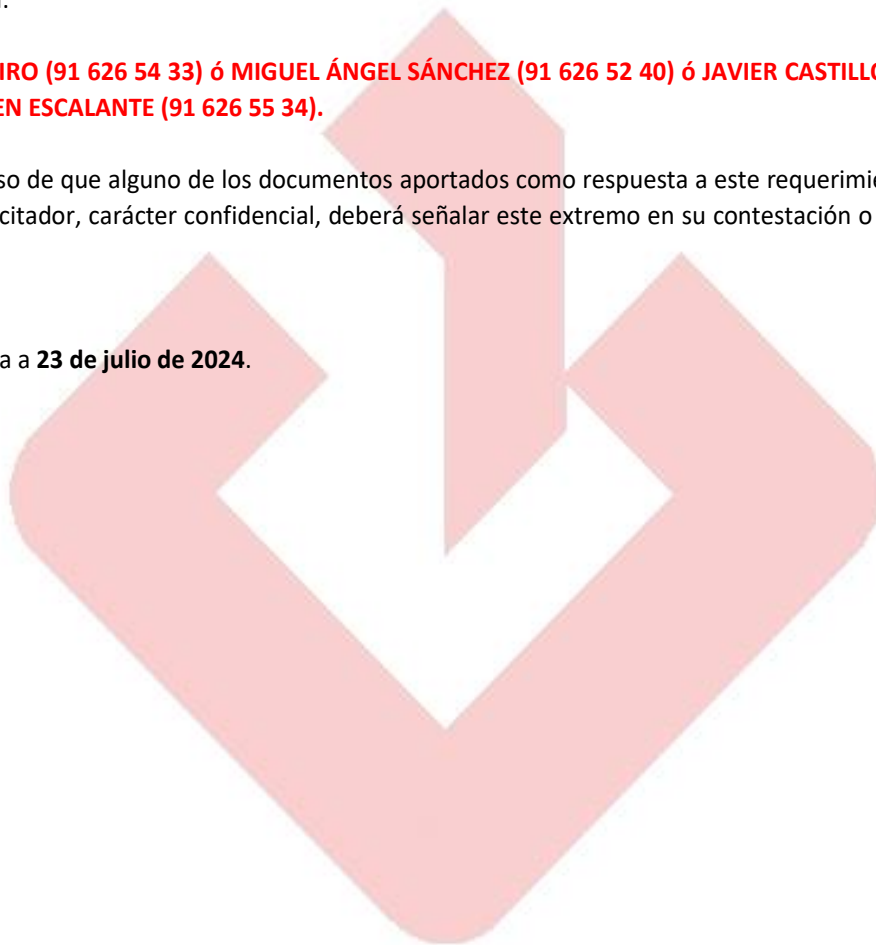 IRO (91 626 54 33) ó MIGUEL ÁNGEL SÁNCHEZ (91 626 52 40) ó JAVIER CASTILLO
EN ESCALANTE (91 626 55 34).
so de que alguno de los documentos aportados como respuesta a este requerimie
citador, carácter confidencial, deberá señalar este extremo en su contestación o
a a 23 de julio de 2024.